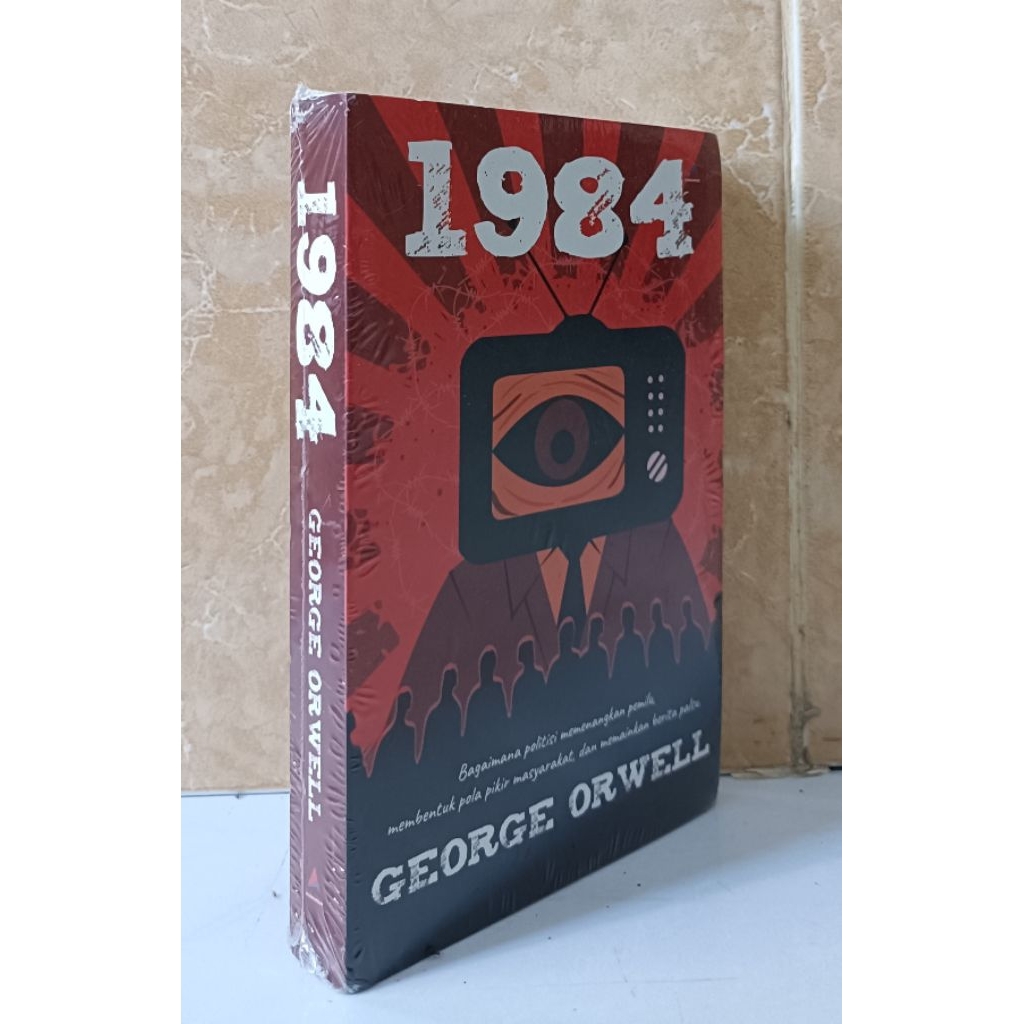 1984
GEORGE ORWELL
1984
Bagaimana politisi memenangkan pemilu,
membentuk pola pikir masyarakat, dan memainkan berita palsu.
GEORGE ORWELL